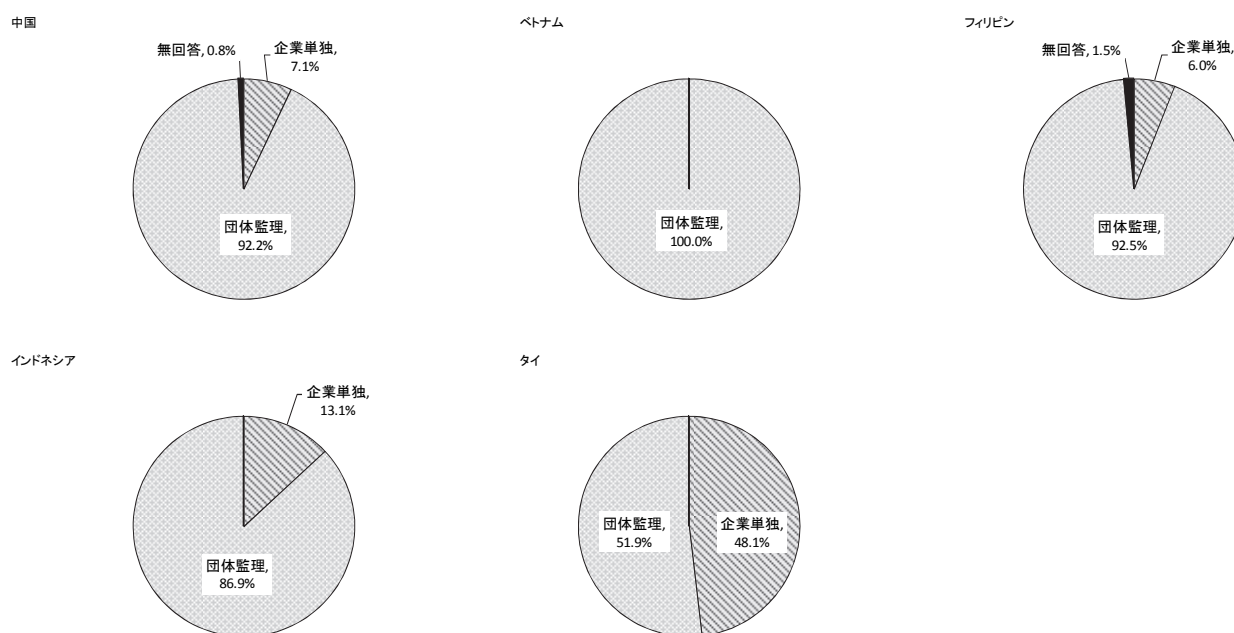 中国
無回答, 0.8%
企業単独,
7.1%
団体監理,
92.2%
ベトナム
団体監理,
100.0%
フィリピン
無回答, 1.5%
企業単独,
6.0%
団体監理,
92.5%
インドネシア
企業単独,
13.1%
団体監理,
86.9%
タイ
団体監理,
51.9%
企業単独,
48.1%